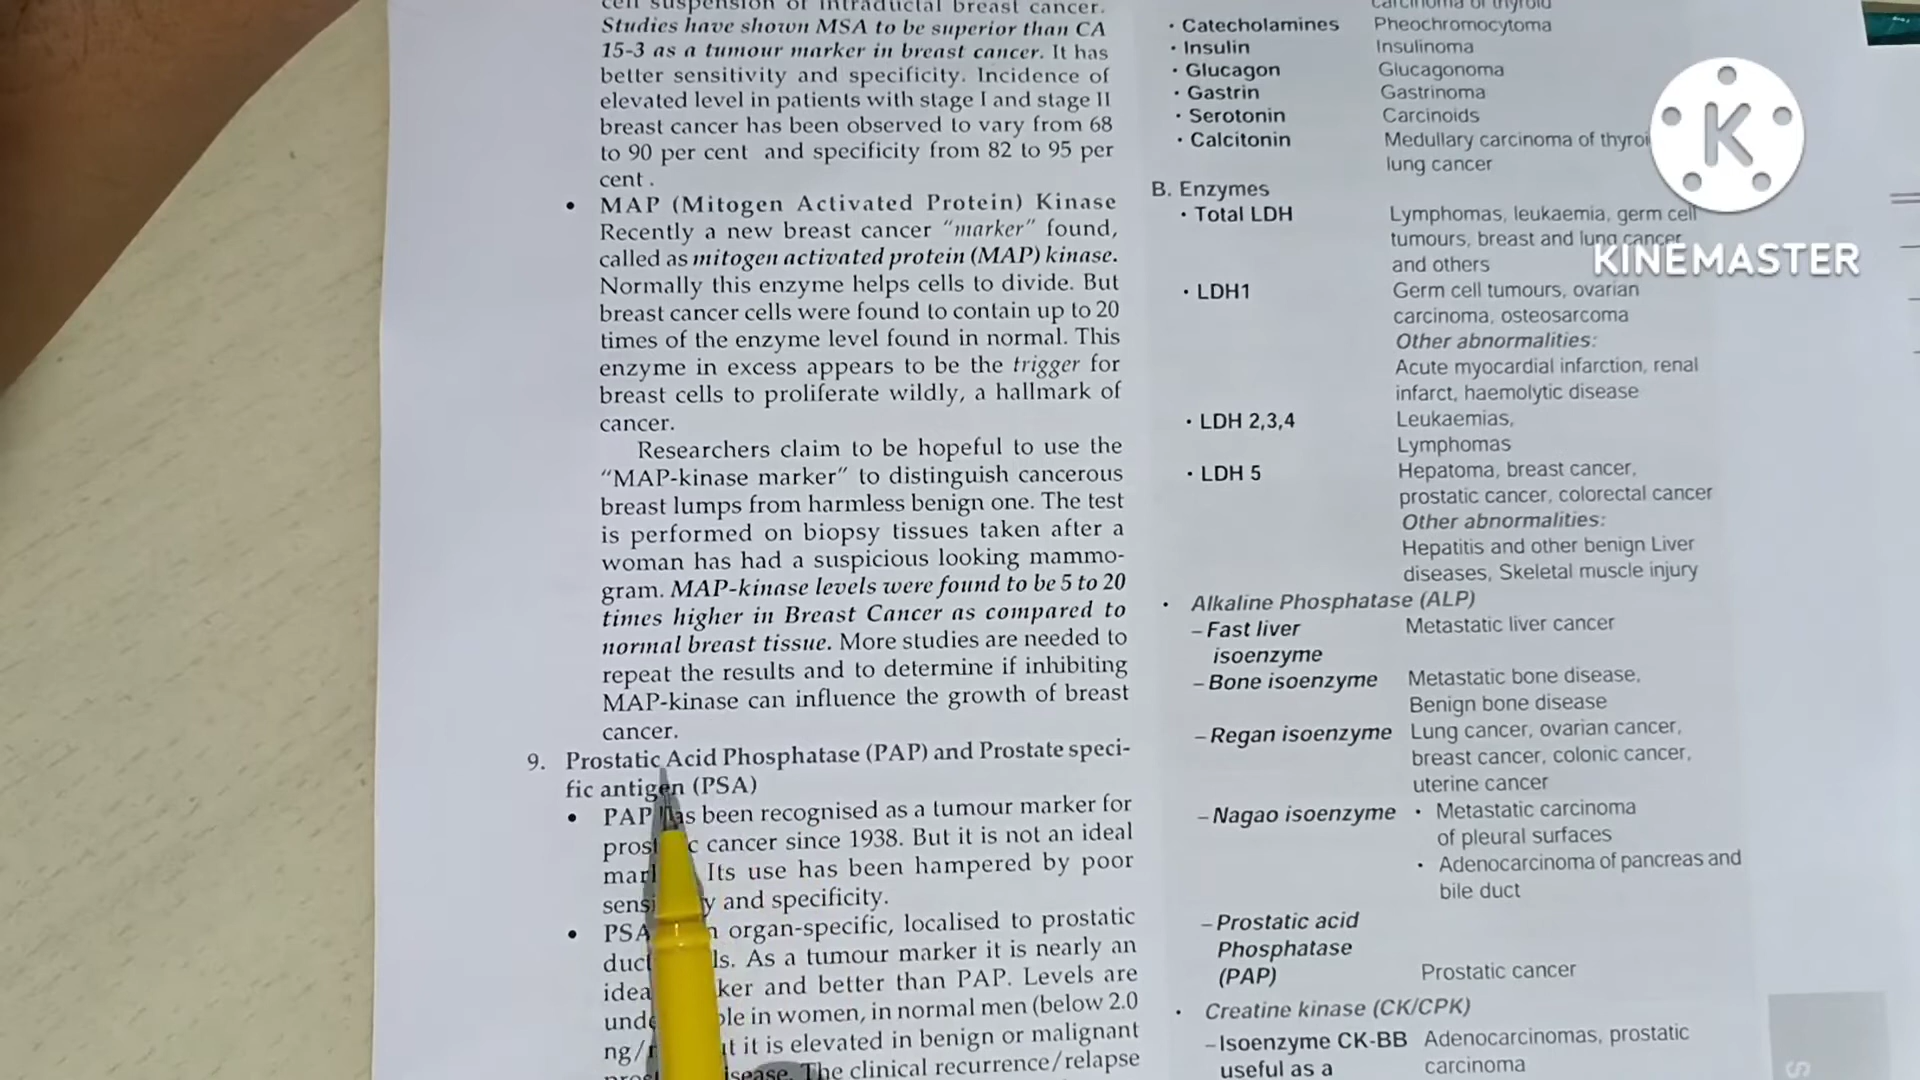 cell suspension of intraductal breast cancer.
Studies have shown MSA to be superior than CA
15-3 as a tumour marker in breast cancer. It has
better sensitivity and specificity. Incidence of
elevated level in patients with stage I and stage II
breast cancer has been observed to vary from 68
to 90 per cent and specificity from 82 to 95 per
cent .
• MAP (Mitogen Activated Protein) Kinase
Recently a new breast cancer "marker" found,
called as mitogen activated protein (MAP) kinase.
Normally this enzyme helps cells to divide. But
breast cancer cells were found to contain up to 20
times of the enzyme level found in normal. This
enzyme in excess appears to be the trigger for
breast cells to proliferate wildly, a hallmark of
cancer.
Researchers claim to be hopeful to use the
"MAP-kinase marker" to distinguish cancerous
breast lumps from harmless benign one. The test
is performed on biopsy tissues taken after a
woman has had a suspicious looking mammo-
gram. MAP-kinase levels were found to be 5 to 20
times higher in Breast Cancer as compared to
normal breast tissue. More studies are needed to
repeat the results and to determine if inhibiting
MAP-kinase can influence the growth of breast
cancer.
9. Prostatic Acid Phosphatase (PAP) and Prostate speci-
fic antigen (PSA)
• PAP has been recognised as a tumour marker for
cancer since 1938. But it is not an ideal
Its use has been hampered by poor
and specificity.
• PSA organ-specific, localised to prostatic
As a tumour marker it is nearly an
and better than PAP. Levels are
in women, in normal men (below 2.0
it is elevated in benign or malignant
The clinical recurrence/relapse
carcinoma of thyroid
• Catecholamines Pheochromocytoma
• Insulin Insulinoma
• Glucagon Glucagonoma
• Gastrin Gastrinoma
• Serotonin Carcinoids
• Calcitonin Medullary carcinoma of
lung cancer
B. Enzymes
• Total LDH Lymphomas, leukaemia, germ cell
tumours, breast and lung cancer
and others
• LDH1 Germ cell tumours, ovarian
carcinoma, osteosarcoma
Other abnormalities:
Acute myocardial infarction, renal
infarct, haemolytic disease
• LDH 2,3,4 Leukaemias,
Lymphomas
• LDH 5 Hepatoma, breast cancer,
prostatic cancer, colorectal cancer
Other abnormalities:
Hepatitis and other benign Liver
diseases, Skeletal muscle injury
• Alkaline Phosphatase (ALP)
– Fast liver Metastatic liver cancer
isoenzyme
– Bone isoenzyme Metastatic bone disease,
Benign bone disease
– Regan isoenzyme Lung cancer, ovarian cancer,
breast cancer, colonic cancer,
uterine cancer
– Nagao isoenzyme • Metastatic carcinoma
of pleural surfaces
• Adenocarcinoma of pancreas and
bile duct
– Prostatic acid
Phosphatase
(PAP) Prostatic cancer
• Creatine kinase (CK/CPK)
– Isoenzyme CK-BB Adenocarcinomas, prostatic
useful as a carcinoma
K
KINEMASTER